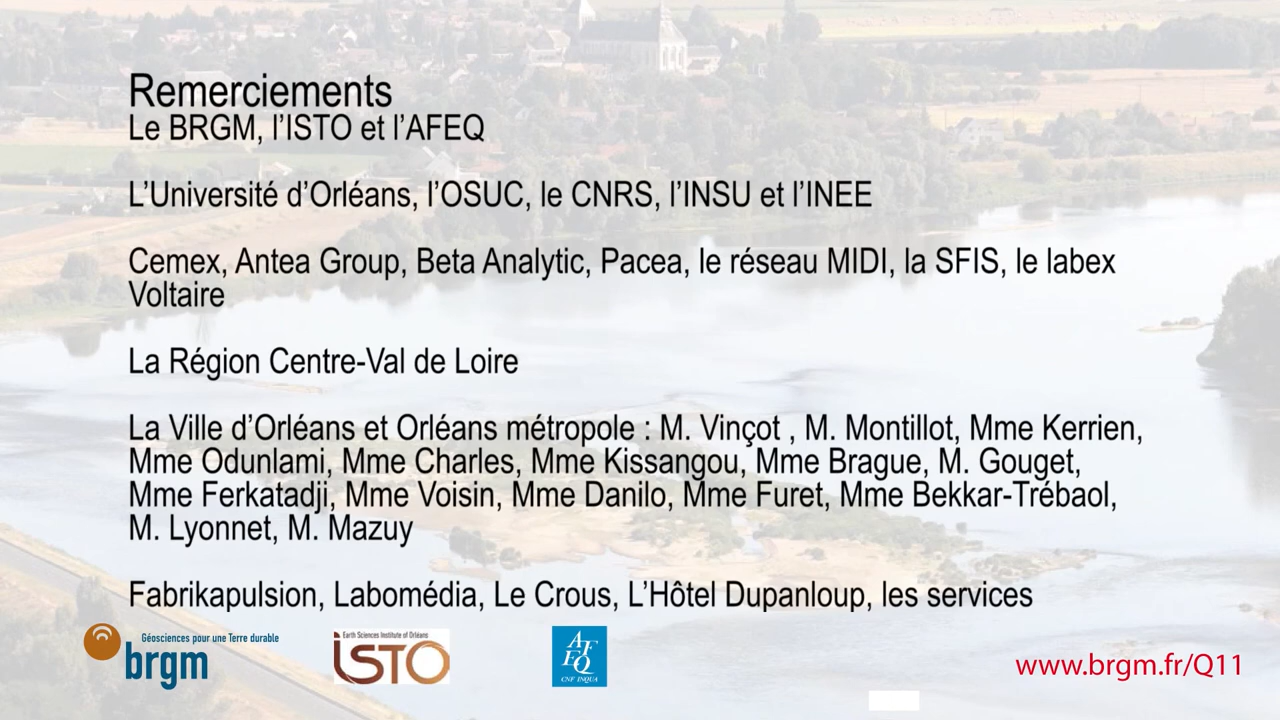 Remerciements
Le BRGM, l’ISTO et l’AFEQ
L’Université d’Orléans, l’OSUC, le CNRS, l’INSU et l’INEE
Cemex, Antea Group, Beta Analytic, Pacea, le réseau MIDI, la SFIS, le labex
Voltaire
La Région Centre-Val de Loire
La Ville d’Orléans et Orléans métropole : M. Vinçot , M. Montillot, Mme Kerrien,
Mme Odunlami, Mme Charles, Mme Kissangou, Mme Brague, M. Gouget,
Mme Ferkatadji, Mme Voisin, Mme Danilo, Mme Furet, Mme Bekkar-Trébaol,
M. Lyonnet, M. Mazuy
Fabrikapulsion, Labomédia, Le Crous, L’Hôtel Dupanloup, les services
Géosciences pour une Terre durable
brgm
Earth Sciences Institute of Orléans
isTO
AFEQ
CNF INQUA
www.brgm.fr/Q11